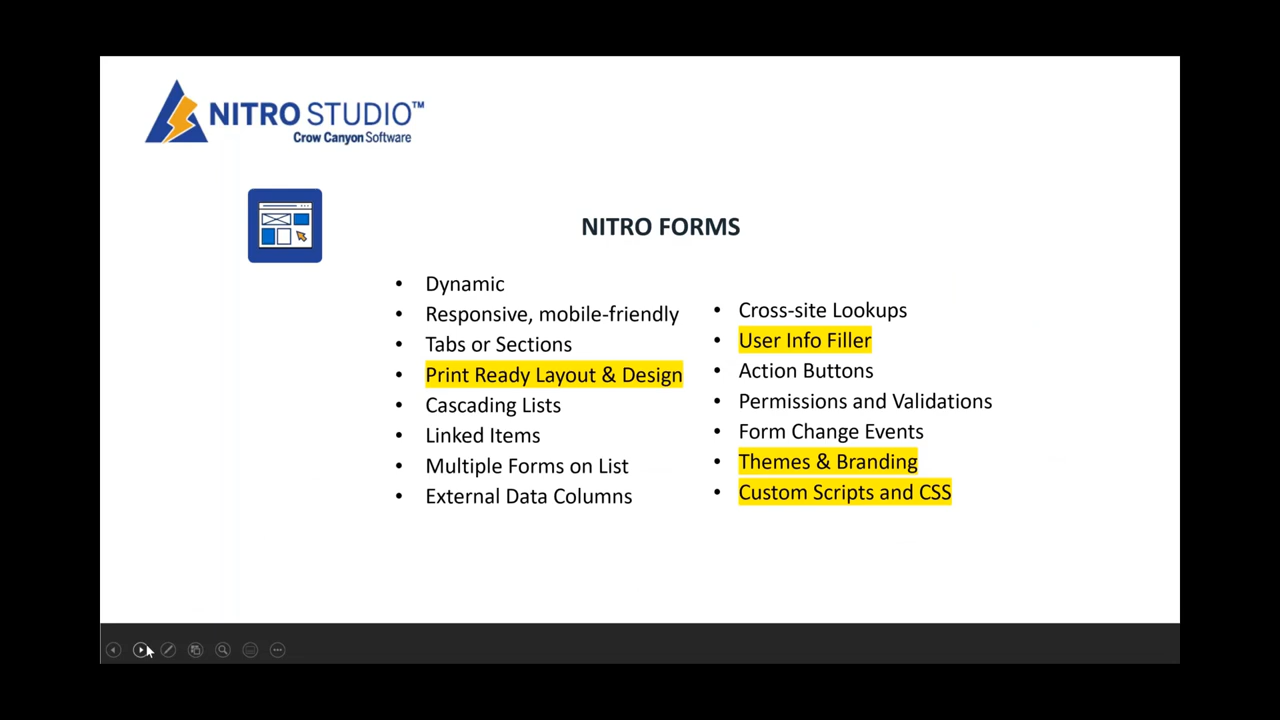 NITRO STUDIO™
Crow Canyon Software
NITRO FORMS
• Dynamic
• Responsive, mobile-friendly
• Tabs or Sections
• Print Ready Layout & Design
• Cascading Lists
• Linked Items
• Multiple Forms on List
• External Data Columns
• Cross-site Lookups
• User Info Filler
• Action Buttons
• Permissions and Validations
• Form Change Events
• Themes & Branding
• Custom Scripts and CSS